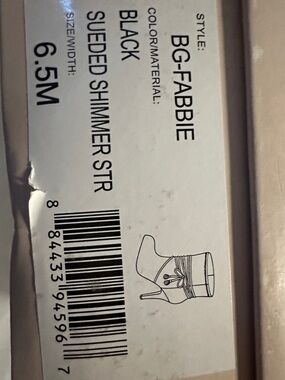 STYLE:
BG-FABBIE
COLOR/MATERIAL:
BLACK
SUEDED SHIMMER STR
SIZE/WIDTH:
6.5M
8 84433 94596 7